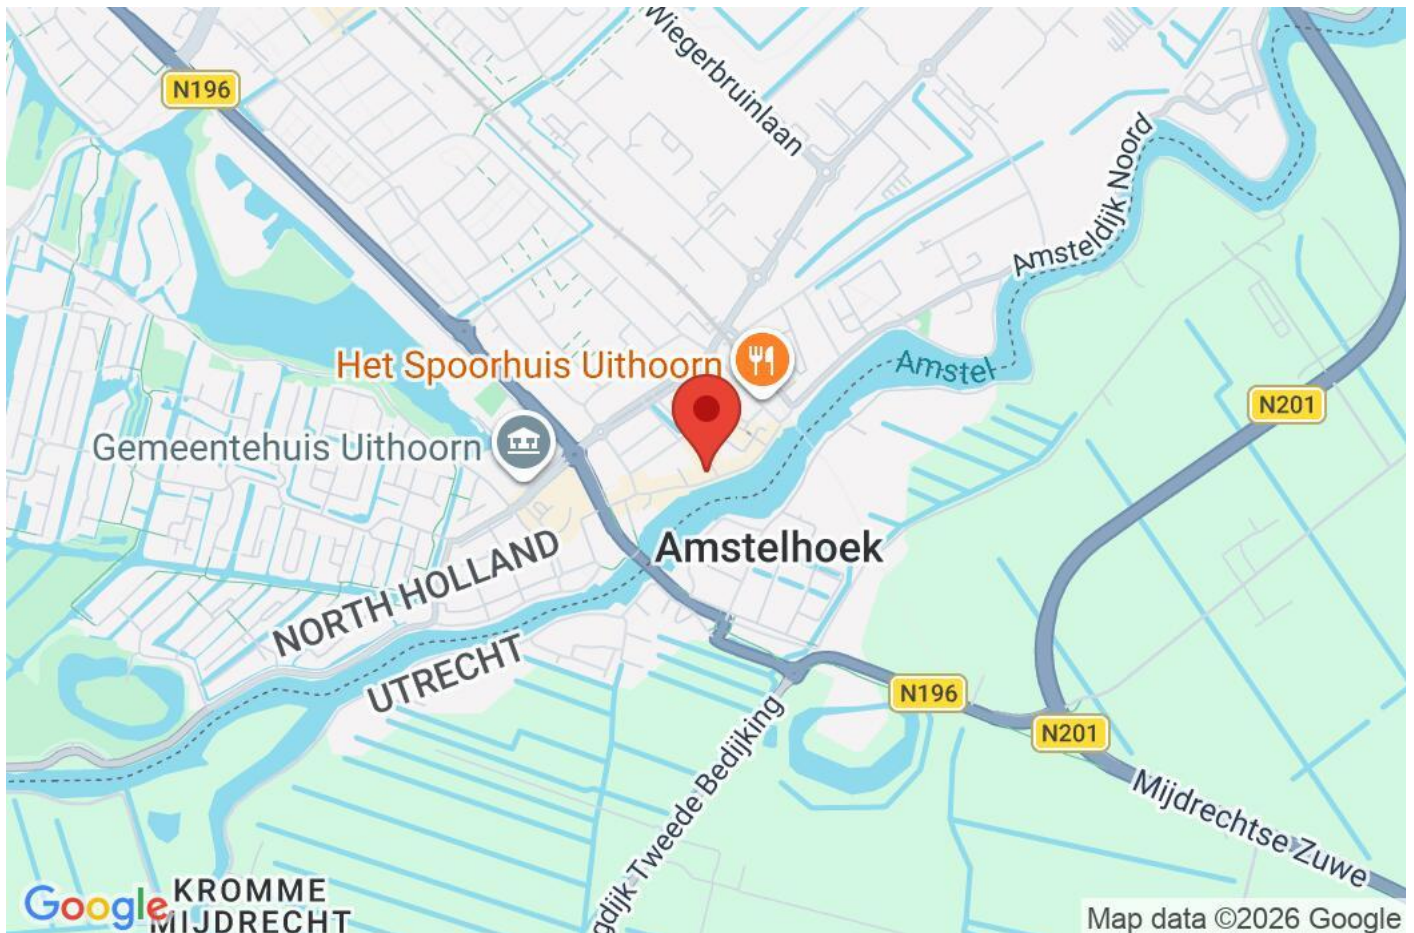 Wiegerbruinlaan
N196
Amsteldijk Noord
Het Spoorhuis Uithoorn
Amstel
N201
Gemeentehuis Uithoorn
Amstelhoek
NORTH HOLLAND
UTRECHT
N196
N201
Mijdrechtse Zuwe
gdijk-Tweede Bedijking
KROMME
MIJDRECHT
Google
Map data ©2026 Google